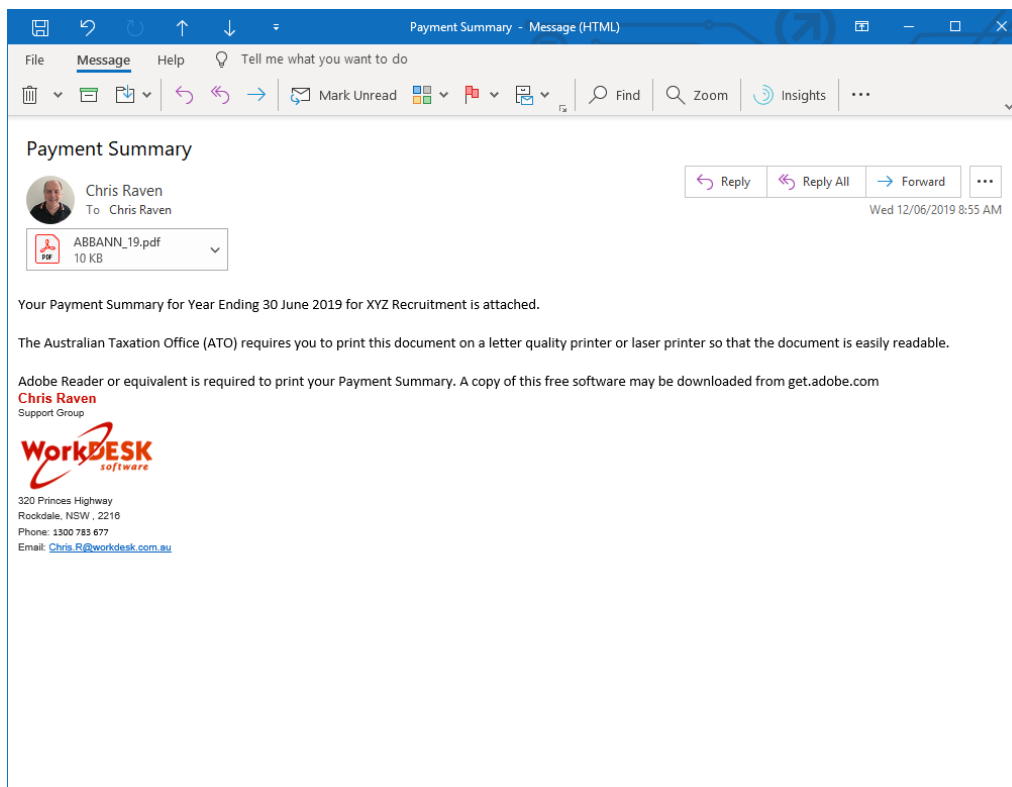 Payment Summary - Message (HTML)
File Message Help Tell me what you want to do
Mark Unread Find Zoom Insights
Payment Summary
Chris Raven
To Chris Raven
Reply Reply All Forward
Wed 12/06/2019 8:55 AM
PDF
ABBANN_19.pdf
10 KB
Your Payment Summary for Year Ending 30 June 2019 for XYZ Recruitment is attached.
The Australian Taxation Office (ATO) requires you to print this document on a letter quality printer or laser printer so that the document is easily readable.
Adobe Reader or equivalent is required to print your Payment Summary. A copy of this free software may be downloaded from get.adobe.com
Chris Raven
Support Group
WorkDESK
software
320 Princes Highway
Rockdale, NSW , 2216
Phone: 1300 783 677
Email: Chris.R@workdesk.com.au